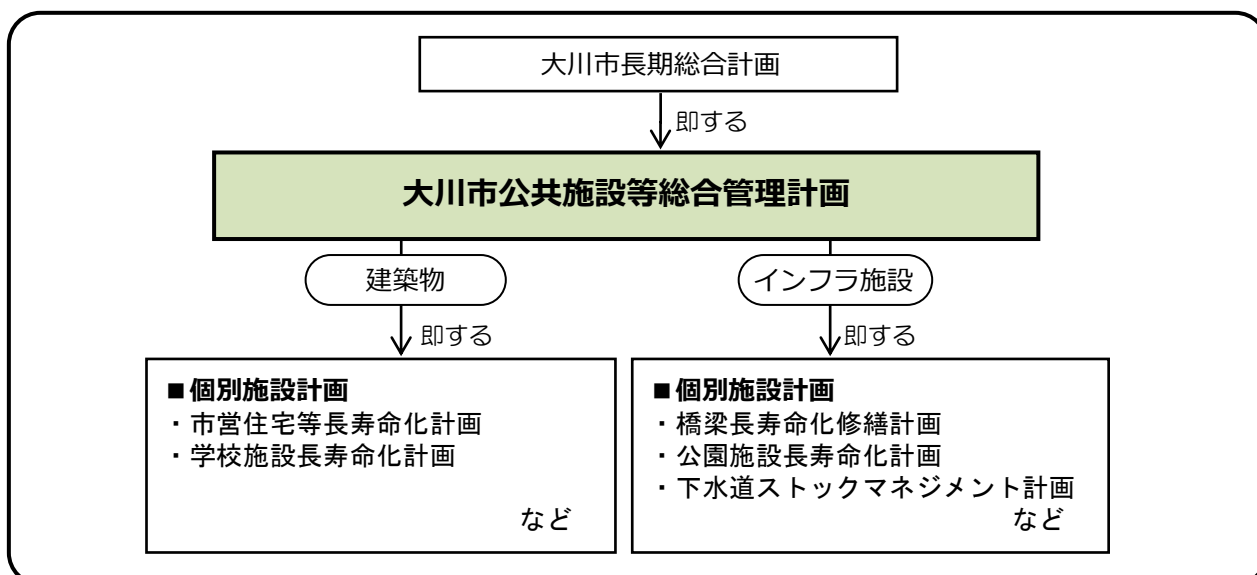 大川市長期総合計画
即する
大川市公共施設等総合管理計画
建築物
インフラ施設
即する
即する
■個別施設計画
・市営住宅等長寿命化計画
・学校施設長寿命化計画
など
■個別施設計画
・橋梁長寿命化修繕計画
・公園施設長寿命化計画
・下水道ストックマネジメント計画
など